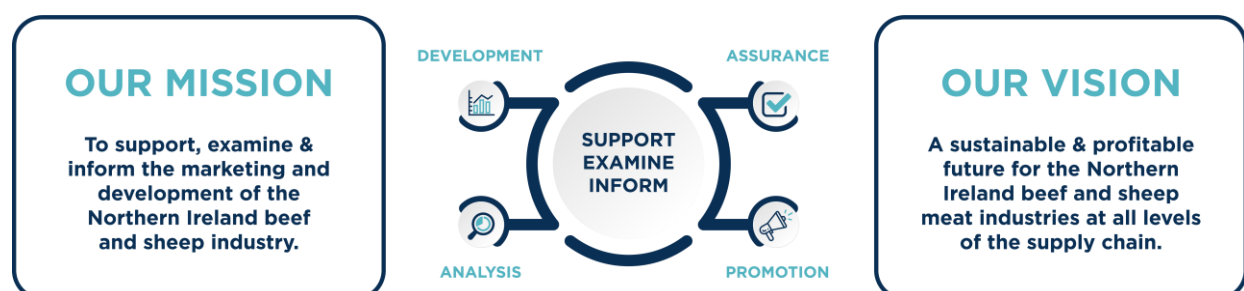 OUR MISSION
To support, examine &
inform the marketing and
development of the
Northern Ireland beef
and sheep industry.
DEVELOPMENT
ASSURANCE
SUPPORT
EXAMINE
INFORM
ANALYSIS
PROMOTION
OUR VISION
A sustainable & profitable
future for the Northern
Ireland beef and sheep
meat industries at all levels
of the supply chain.